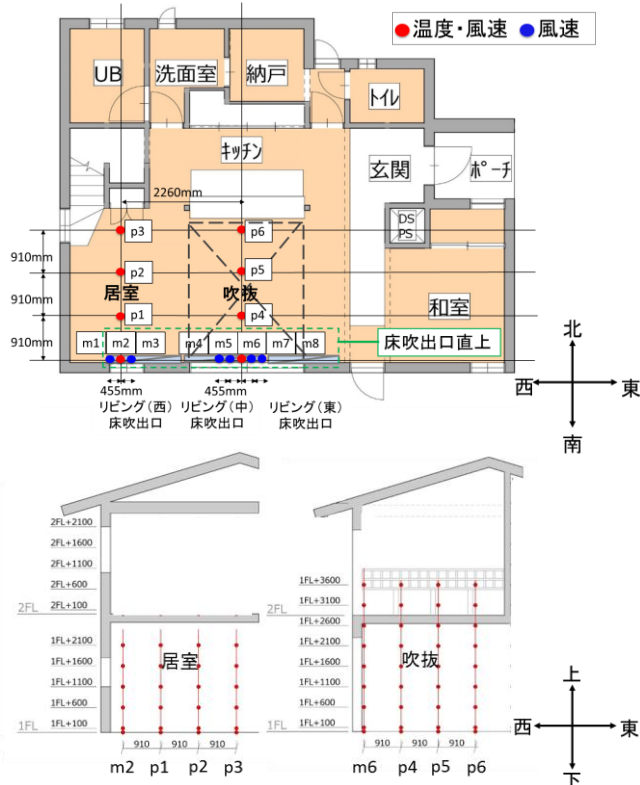 ●温度・風速 ●風速
UB
洗面室
納戸
トイレ
キッチン
玄関
ポーチ
2260mm
DS
PS
p3
p6
910mm
p2
p5
910mm
居室
吹抜
和室
p1
p4
910mm
m1 m2 m3 m4 m5 m6 m7 m8
床吹出口直上
455mm
455mm
リビング(西)
床吹出口
リビング(中)
床吹出口
リビング(東)
床吹出口
北
西
東
南
2FL+2100
2FL+1600
2FL+1100
2FL+600
2FL+100
2FL
1FL+2100
1FL+1600
1FL+1100
1FL+600
1FL+100
1FL
居室
910 910 910
m2 p1 p2 p3
1FL+3600
1FL+3100
2FL
1FL+2600
1FL+2100
1FL+1600
1FL+1100
1FL+600
1FL+100
1FL
吹抜
910 910 910
m6 p4 p5 p6
上
西
東
下